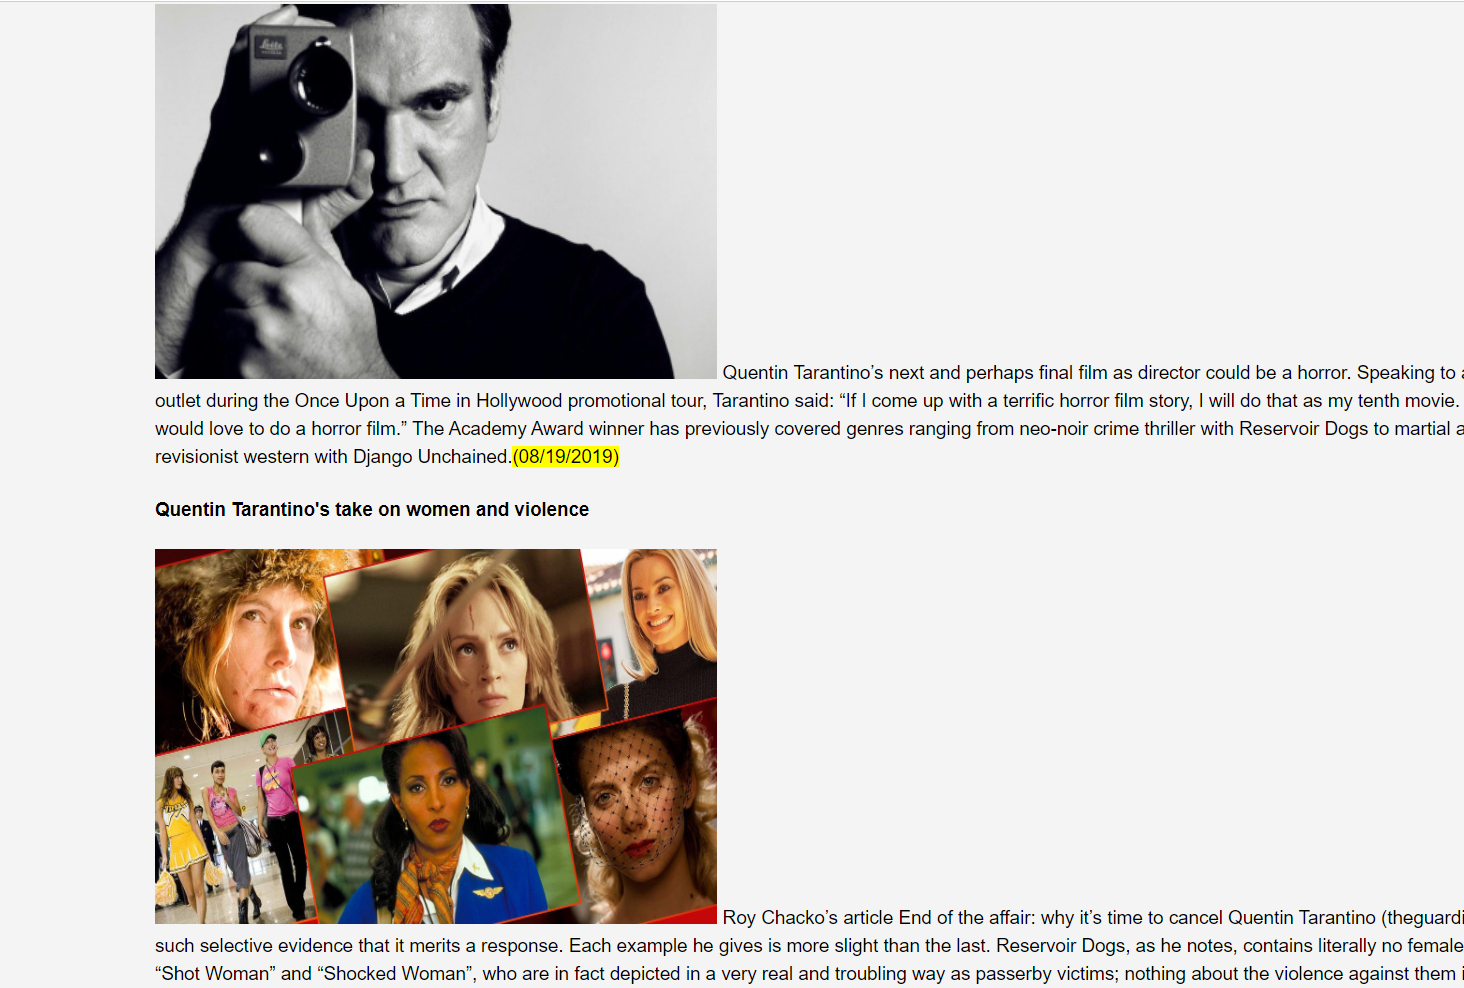 Leitz
Quentin Tarantino’s next and perhaps final film as director could be a horror. Speaking to
outlet during the Once Upon a Time in Hollywood promotional tour, Tarantino said: “If I come up with a terrific horror film story, I will do that as my tenth movie.
would love to do a horror film.” The Academy Award winner has previously covered genres ranging from neo-noir crime thriller with Reservoir Dogs to martial a
revisionist western with Django Unchained.(08/19/2019)
Quentin Tarantino's take on women and violence
Roy Chacko’s article End of the affair: why it’s time to cancel Quentin Tarantino (theguardi
such selective evidence that it merits a response. Each example he gives is more slight than the last. Reservoir Dogs, as he notes, contains literally no female
“Shot Woman” and “Shocked Woman”, who are in fact depicted in a very real and troubling way as passerby victims; nothing about the violence against them i